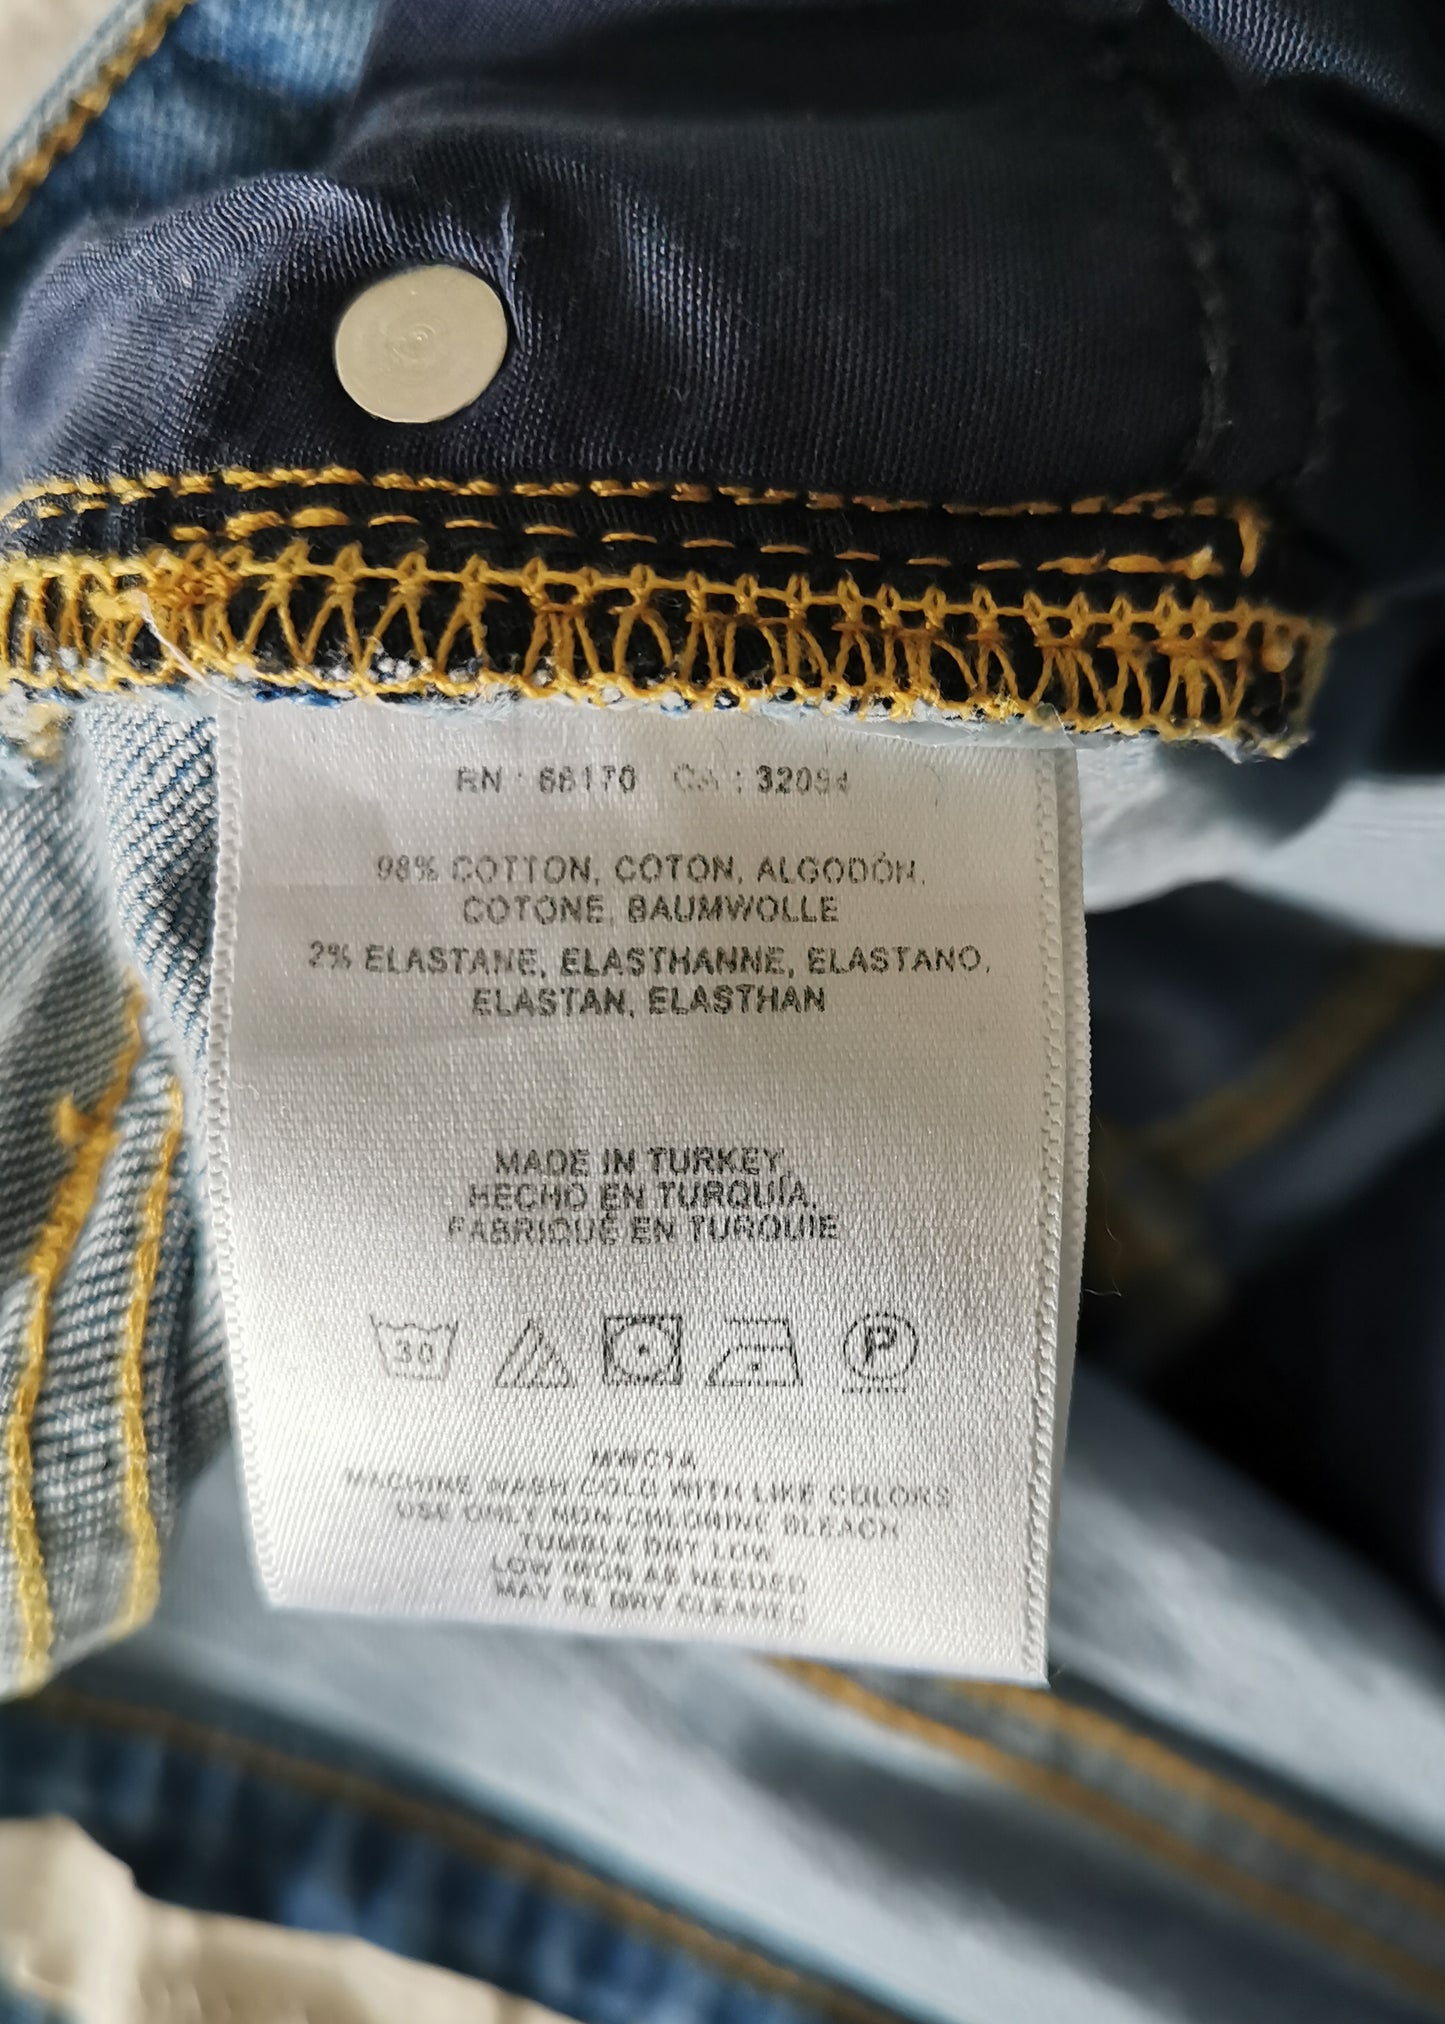 RN : 66170 CA : 32094
98% COTTON, COTON, ALGODÓN,
COTONE, BAUMWOLLE
2% ELASTANE, ELASTHANNE, ELASTANO,
ELASTAN, ELASTHAN
MADE IN TURKEY,
HECHO EN TURQUÍA,
FABRIQUÉ EN TURQUIE
30 P
MWC1A
MACHINE WASH COLD WITH LIKE COLORS
USE ONLY NON-CHLORINE BLEACH
TUMBLE DRY LOW
LOW IRON AS NEEDED
MAY BE DRY CLEANED